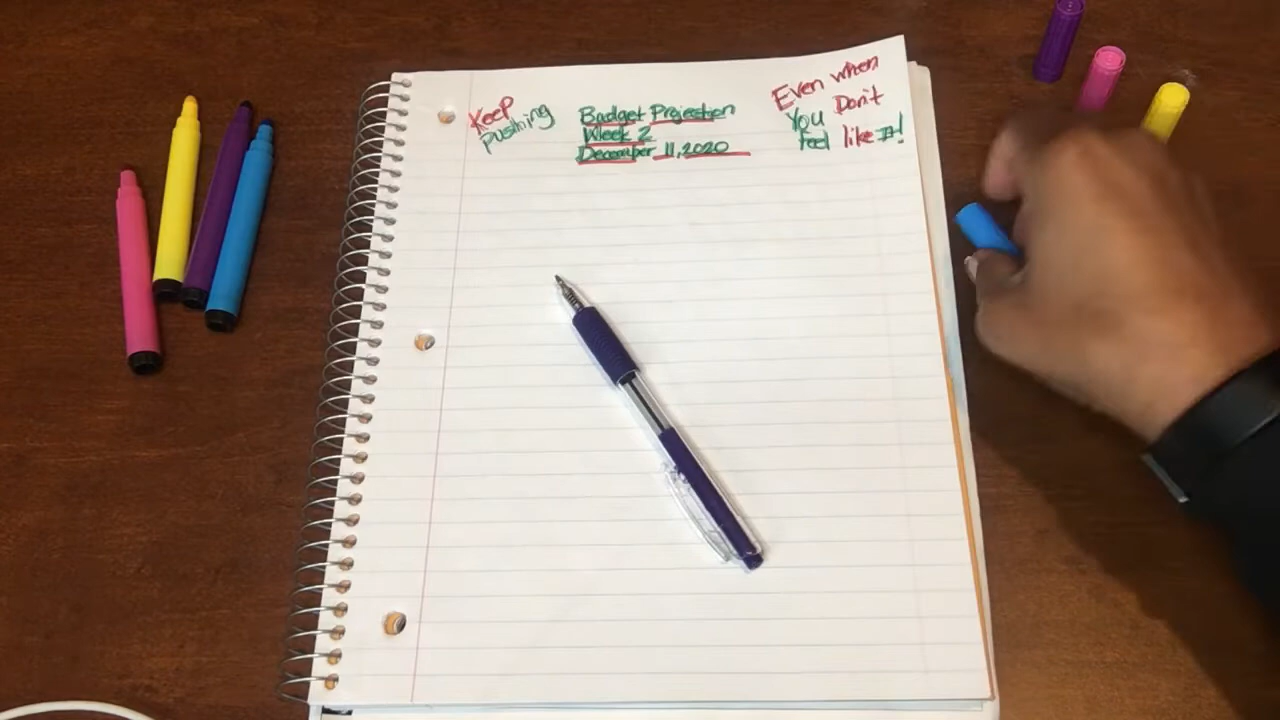 Keep
pushing
Budget Projection
Week 2
December 11, 2020
Even when
You Don't
feel like it!